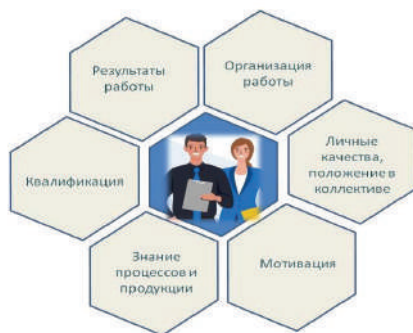 Результаты
работы
Организация
работы
Личные
качества,
положение в
коллективе
Квалификация
Знание
процессов и
продукции
Мотивация